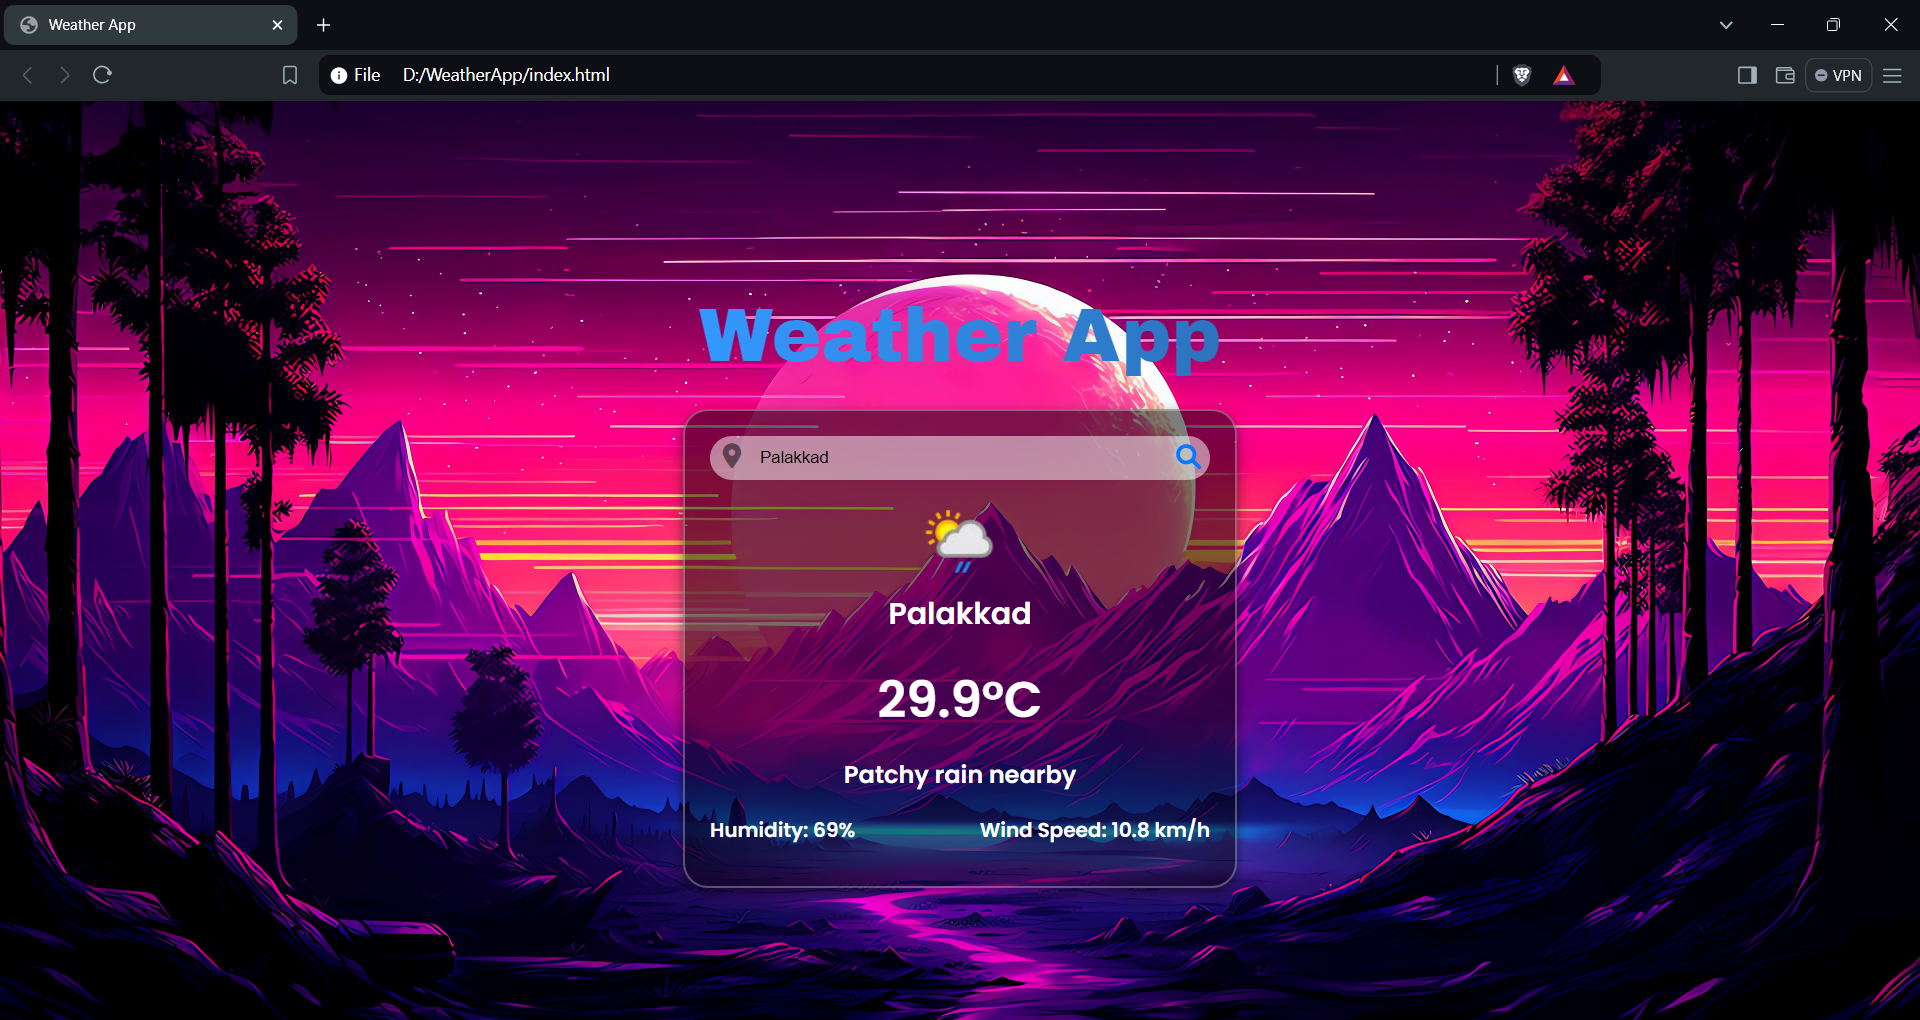 Weather App
File D:/WeatherApp/index.html
VPN
Weather App
Palakkad
Palakkad
29.9°C
Patchy rain nearby
Humidity: 69% Wind Speed: 10.8 km/h